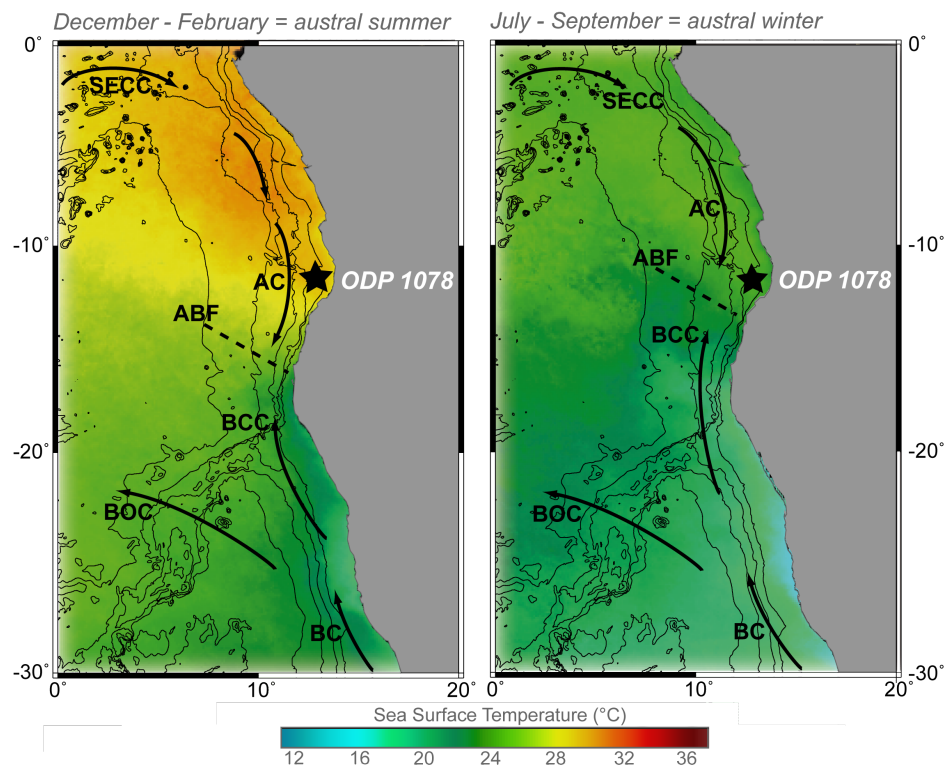 December - February = austral summer
July - September = austral winter
0°
SECC
SECC
0°
AC
-10°
-10°
ABF
AC
ODP 1078
ABF
ODP 1078
BCC
BCC
-20°
-20°
BOC
BOC
BC
BC
-30°
-30°
0°
10°
20°
0°
10°
20°
Sea Surface Temperature (°C)
12 16 20 24 28 32 36